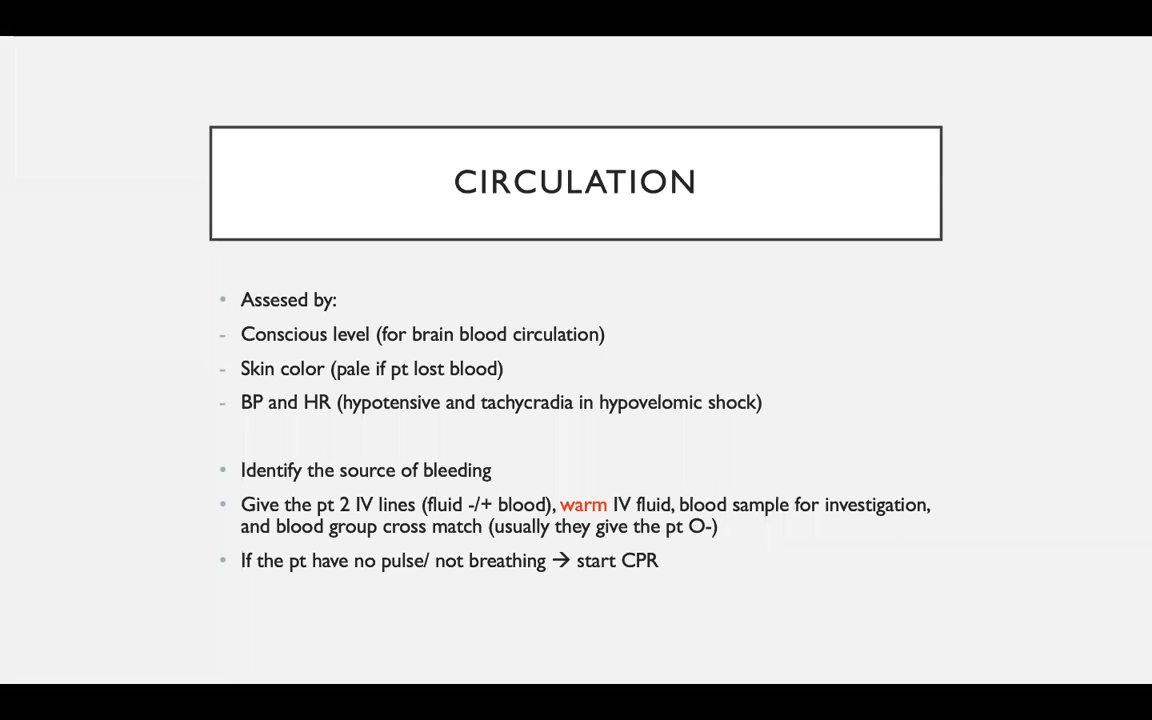 CIRCULATION
• Assesed by:
- Conscious level (for brain blood circulation)
- Skin color (pale if pt lost blood)
- BP and HR (hypotensive and tachycradia in hypovelomic shock)
• Identify the source of bleeding
• Give the pt 2 IV lines (fluid -/+ blood), warm IV fluid, blood sample for investigation,
and blood group cross match (usually they give the pt O-)
• If the pt have no pulse/ not breathing → start CPR